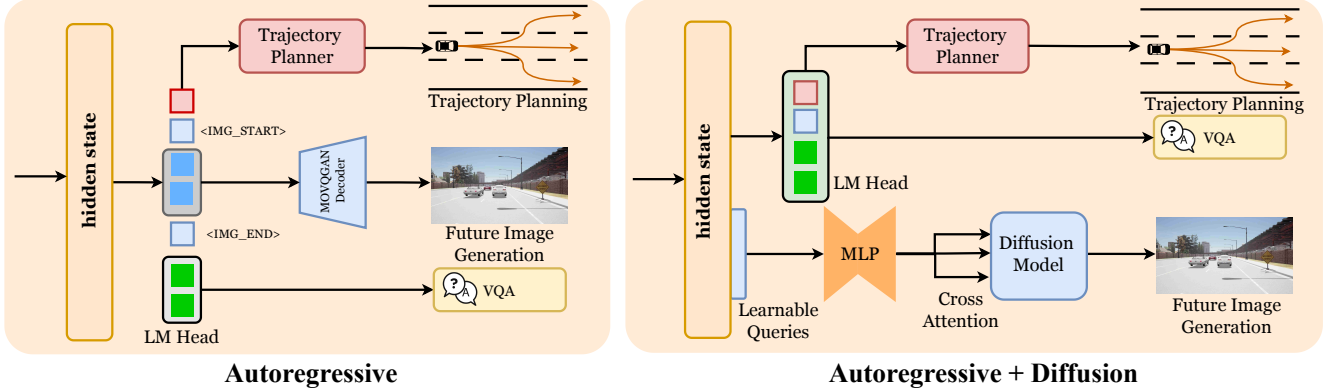 hidden state
Trajectory
Planner
Trajectory Planning
<IMG_START>
MOVQGAN
Decoder
<IMG_END>
Future Image
Generation
?
A
VQA
LM Head
Autoregressive
hidden state
Trajectory
Planner
Trajectory Planning
?
A
VQA
LM Head
MLP
Diffusion
Model
Learnable
Queries
Cross
Attention
Future Image
Generation
Autoregressive + Diffusion